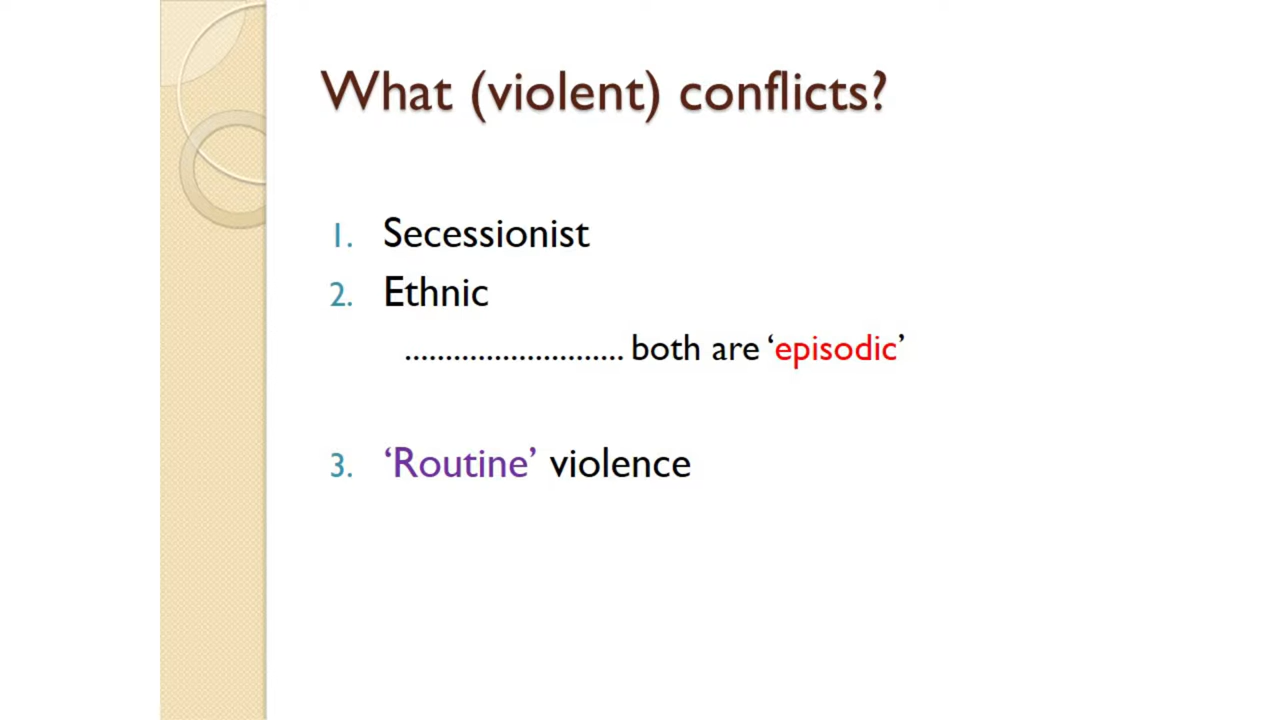 What (violent) conflicts?
1. Secessionist
2. Ethnic
........................... both are ‘episodic’
3. ‘Routine’ violence